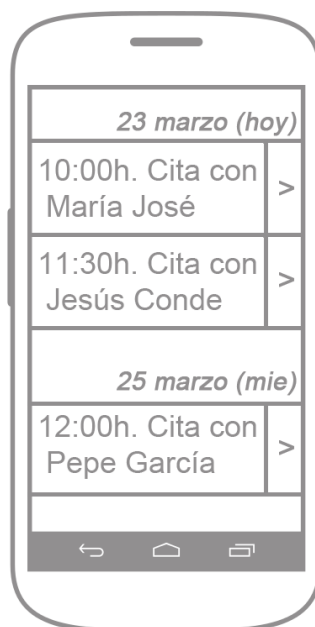 23 marzo (hoy)
10:00h. Cita con
María José
>
11:30h. Cita con
Jesús Conde
>
25 marzo (mie)
12:00h. Cita con
Pepe García
>